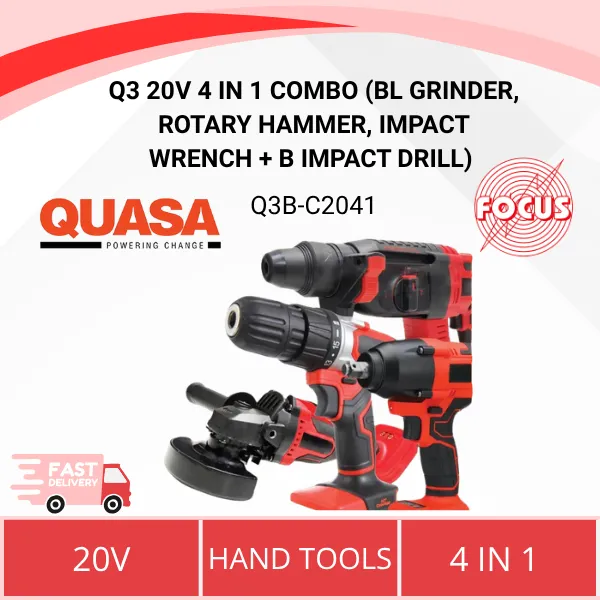 Q3 20V 4 IN 1 COMBO (BL GRINDER,
ROTARY HAMMER, IMPACT
WRENCH + B IMPACT DRILL)
Q3B-C2041
QUASA
POWERING CHANGE
FOCUS
FAST
DELIVERY
20V
HAND TOOLS
4 IN 1